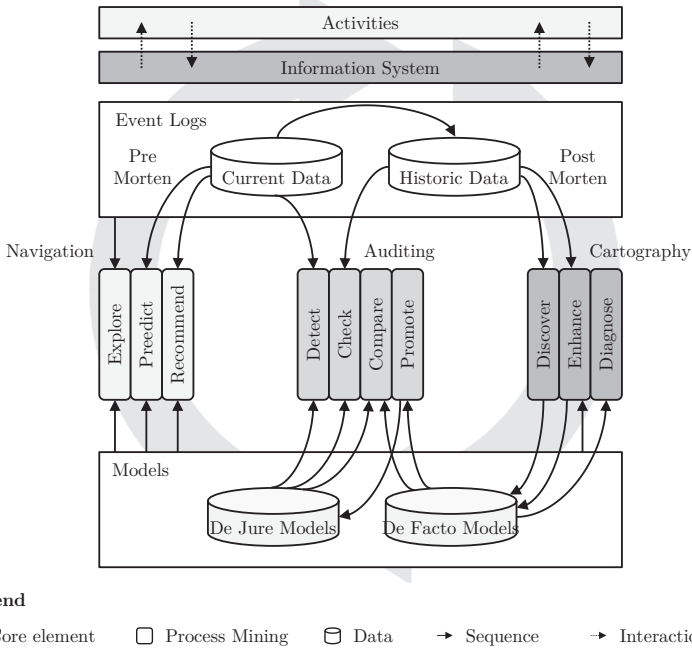 Activities
Information System
Event Logs
Pre
Morten
Current Data
Historic Data
Post
Morten
Navigation
Auditing
Cartography
Explore
Preedict
Recommend
Detect
Check
Compare
Promote
Discover
Enhance
Diagnose
Models
De Jure Models
De Facto Models
end
Core element
Process Mining
Data
Sequence
Interactio